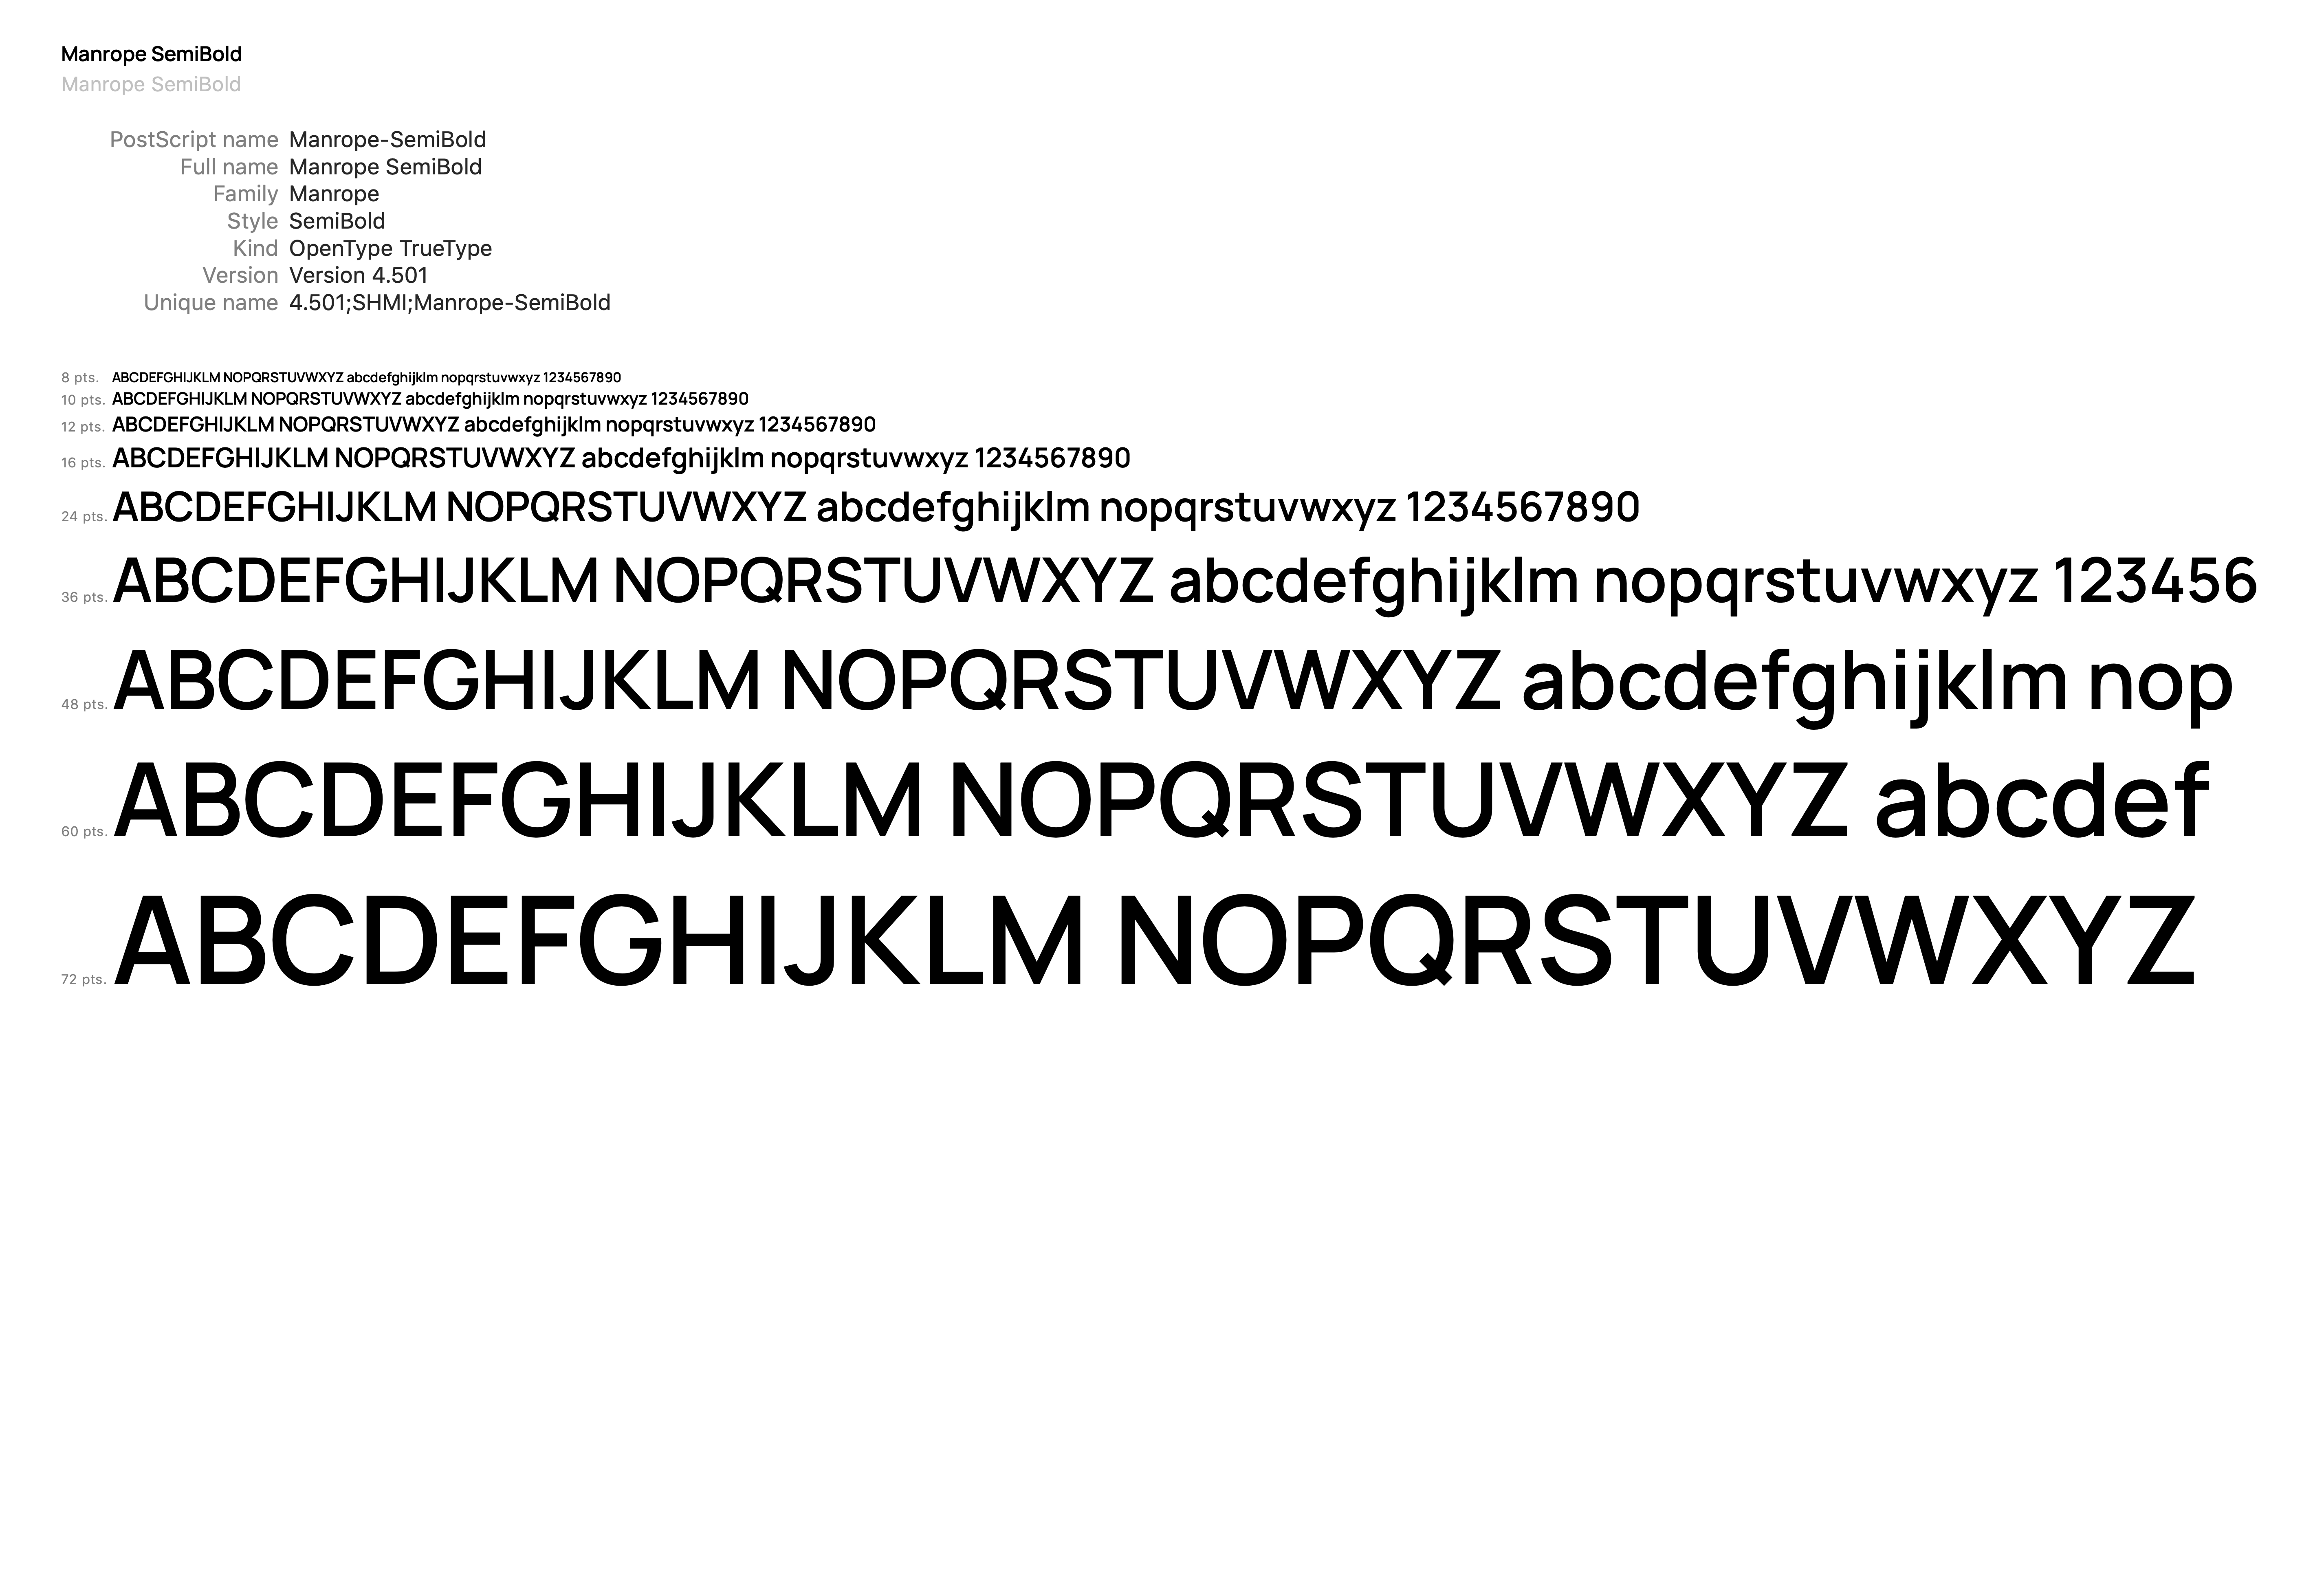 Manrope SemiBold
Manrope SemiBold
PostScript name Manrope-SemiBold
Full name Manrope SemiBold
Family Manrope
Style SemiBold
Kind OpenType TrueType
Version Version 4.501
Unique name 4.501;SHMI;Manrope-SemiBold
8 pts. ABCDEFGHIJKLM NOPQRSTUVWXYZ abcdefghijklm nopqrstuvwxyz 1234567890
10 pts. ABCDEFGHIJKLM NOPQRSTUVWXYZ abcdefghijklm nopqrstuvwxyz 1234567890
12 pts. ABCDEFGHIJKLM NOPQRSTUVWXYZ abcdefghijklm nopqrstuvwxyz 1234567890
16 pts. ABCDEFGHIJKLM NOPQRSTUVWXYZ abcdefghijklm nopqrstuvwxyz 1234567890
24 pts. ABCDEFGHIJKLM NOPQRSTUVWXYZ abcdefghijklm nopqrstuvwxyz 1234567890
36 pts. ABCDEFGHIJKLM NOPQRSTUVWXYZ abcdefghijklm nopqrstuvwxyz 123456
48 pts. ABCDEFGHIJKLM NOPQRSTUVWXYZ abcdefghijklm nop
60 pts. ABCDEFGHIJKLM NOPQRSTUVWXYZ abcdef
72 pts. ABCDEFGHIJKLM NOPQRSTUVWXYZ